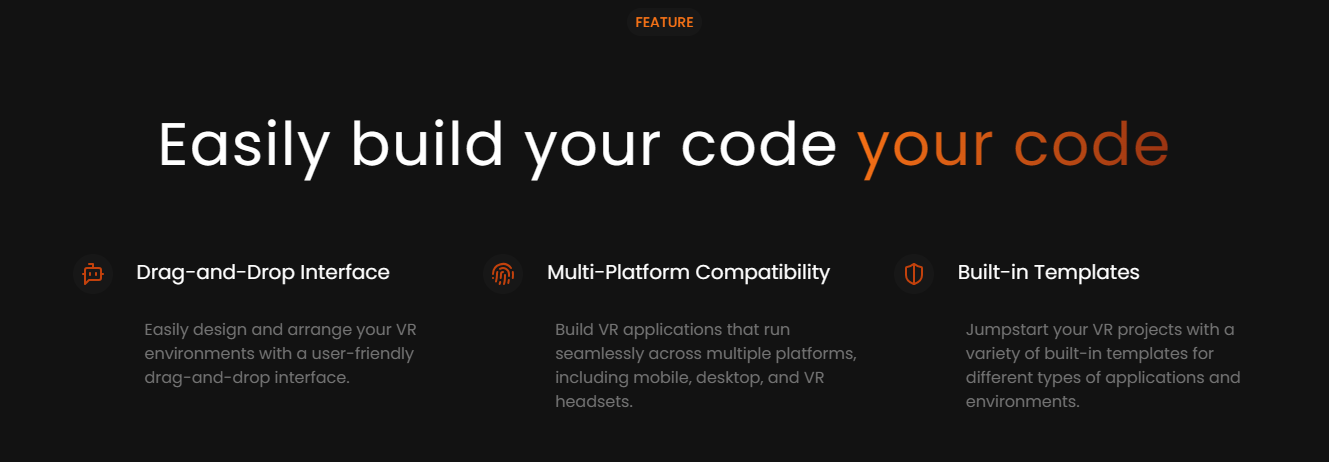 FEATURE
Easily build your code your code
Drag-and-Drop Interface
Easily design and arrange your VR
environments with a user-friendly
drag-and-drop interface.
Multi-Platform Compatibility
Build VR applications that run
seamlessly across multiple platforms,
including mobile, desktop, and VR
headsets.
Built-in Templates
Jumpstart your VR projects with a
variety of built-in templates for
different types of applications and
environments.